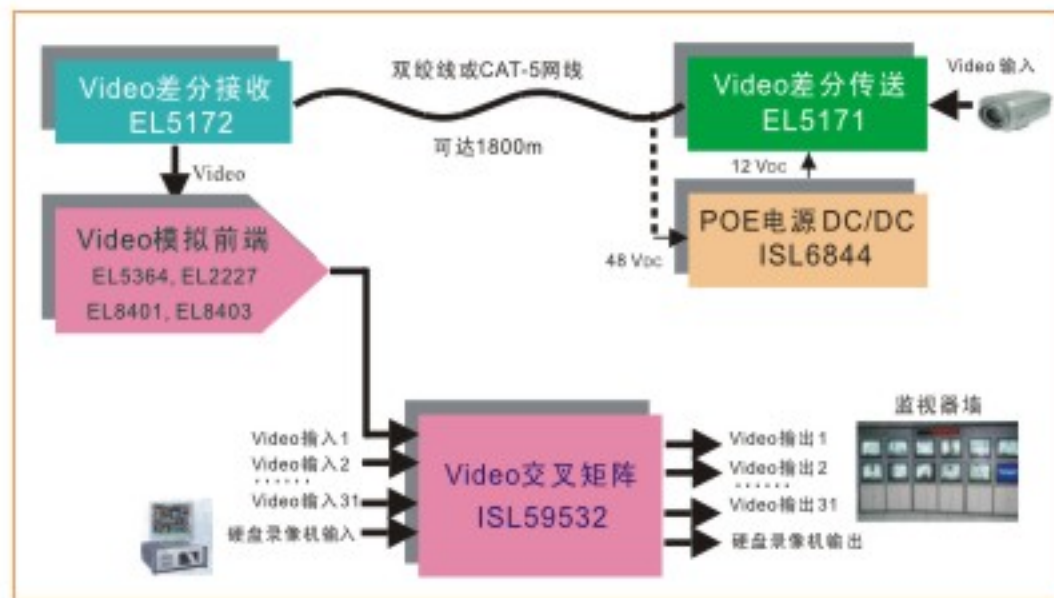 Video差分接收
EL5172
双绞线或CAT-5网线
可达1800m
Video差分传送
EL5171
Video 输入
12 VDC
Video
POE电源 DC/DC
ISL6844
48 VDC
Video模拟前端
EL5364, EL2227
EL8401, EL8403
监视器墙
Video输入1
Video输入2
······
Video输入31
硬盘录像机输入
Video交叉矩阵
ISL59532
Video输出1
Video输出2
······
Video输出31
硬盘录像机输出